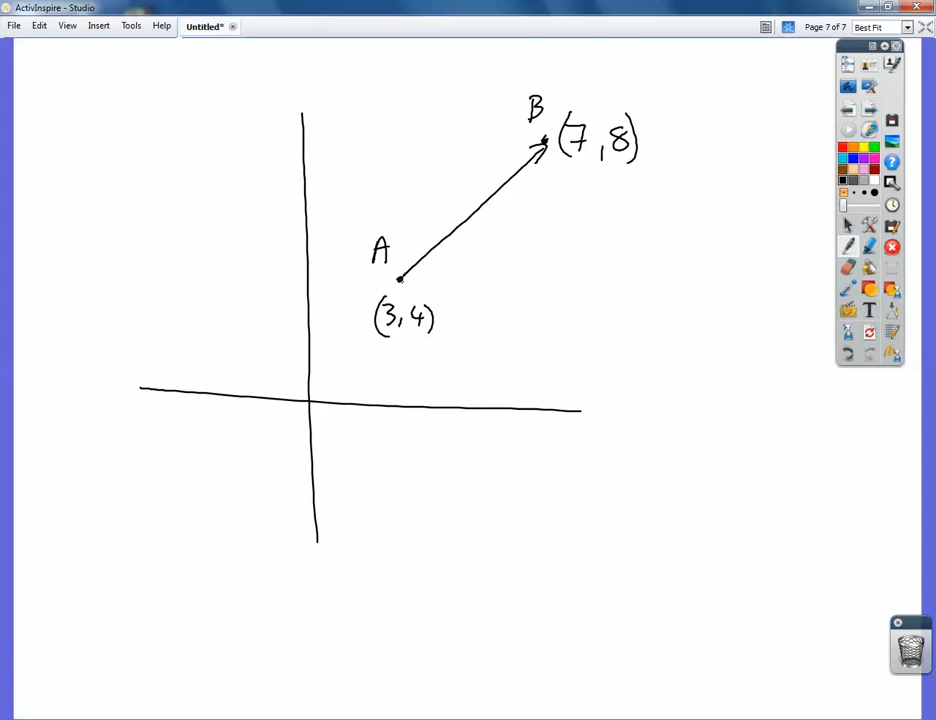 ActivInspire - Studio
File Edit View Insert Tools Help Untitled* Page 7 of 7 Best Fit
B
(7,8)
A
(3,4)
T
?